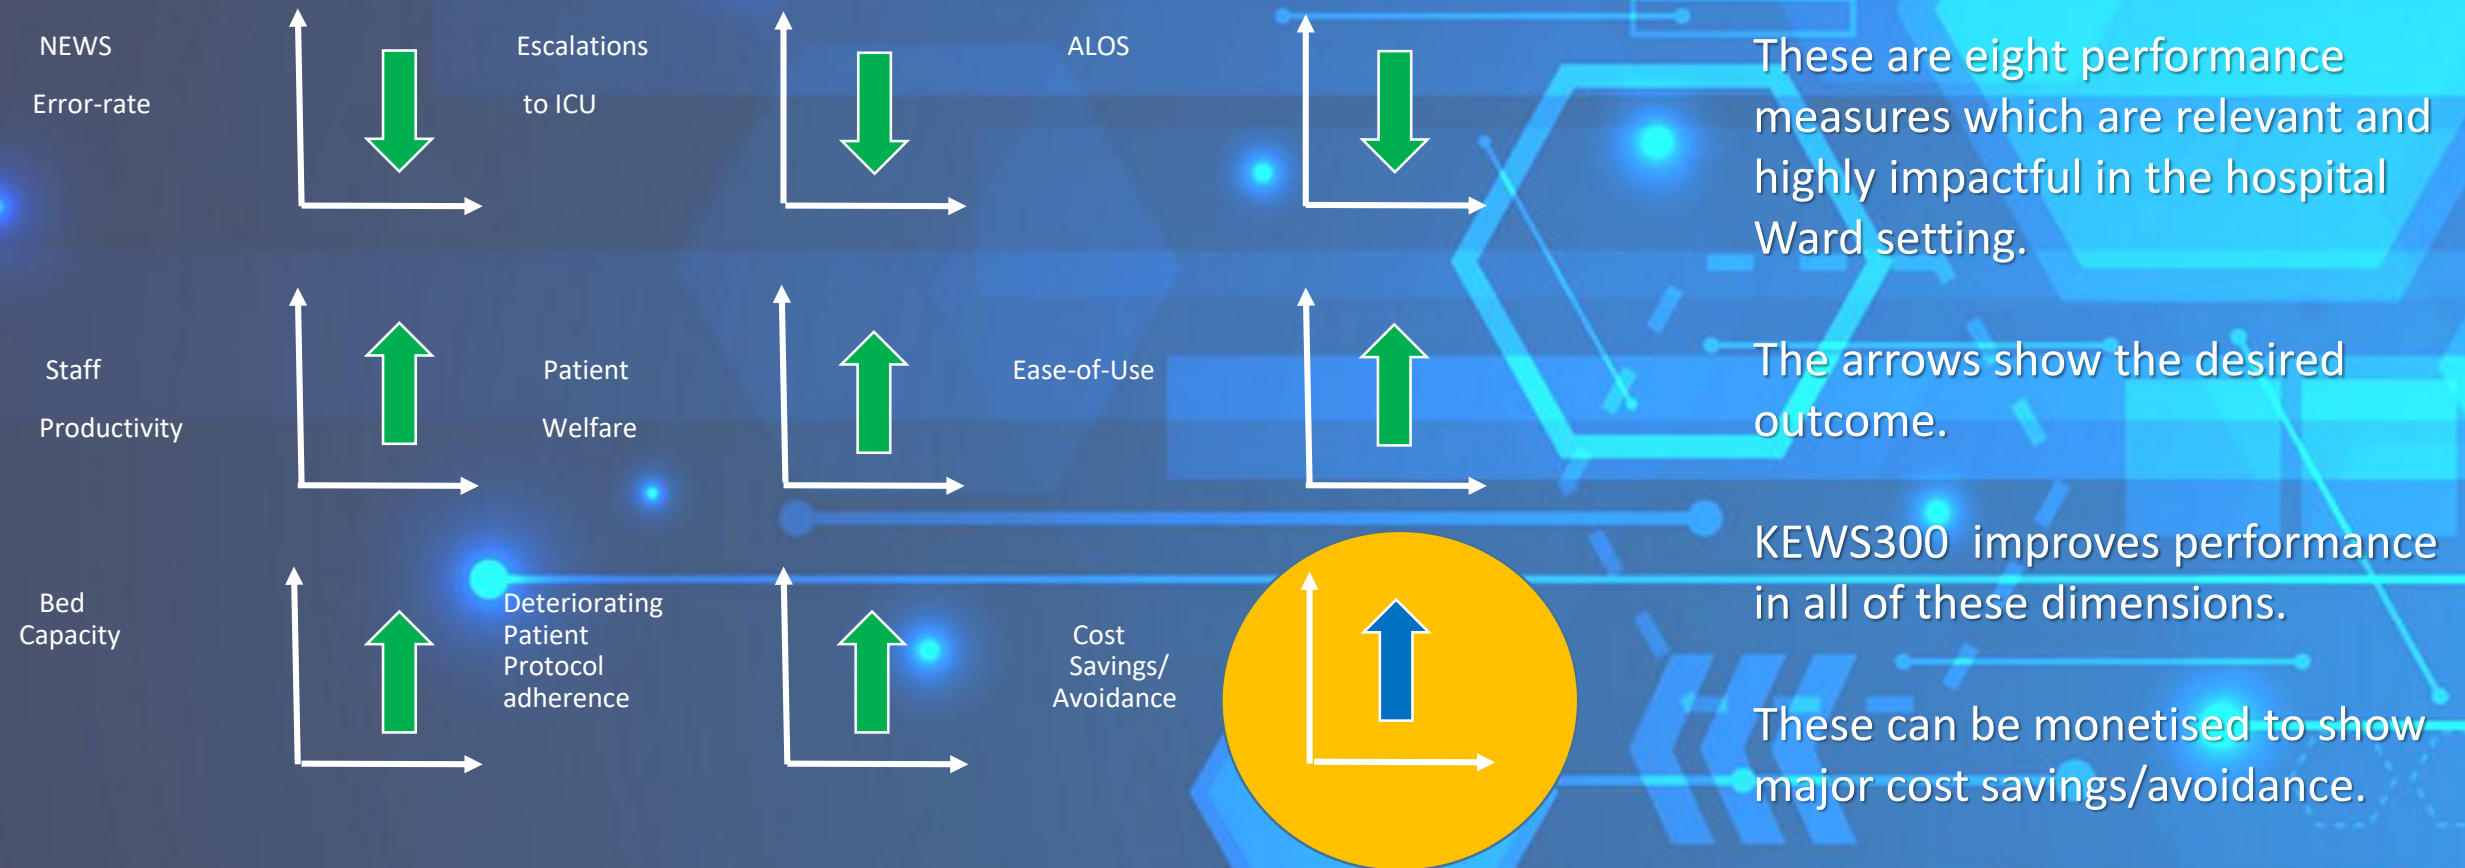 NEWS
Error-rate
Escalations
to ICU
ALOS
Staff
Productivity
Patient
Welfare
Ease-of-Use
Bed
Capacity
Deteriorating
Patient
Protocol
adherence
Cost
Savings/
Avoidance
These are eight performance
measures which are relevant and
highly impactful in the hospital
Ward setting.
The arrows show the desired
outcome.
KEWS300 improves performance
in all of these dimensions.
These can be monetised to show
major cost savings/avoidance.